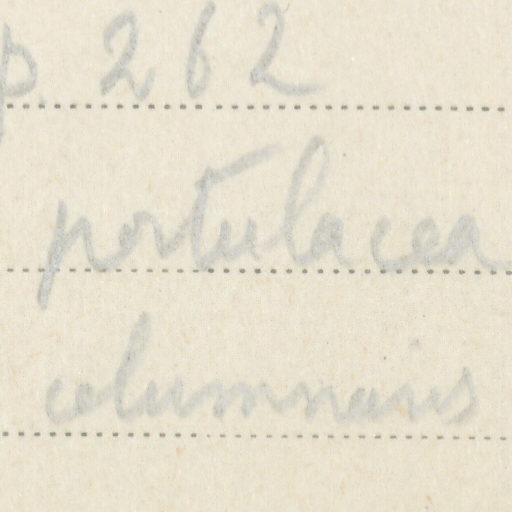 p. 262
portulacea
columnaris